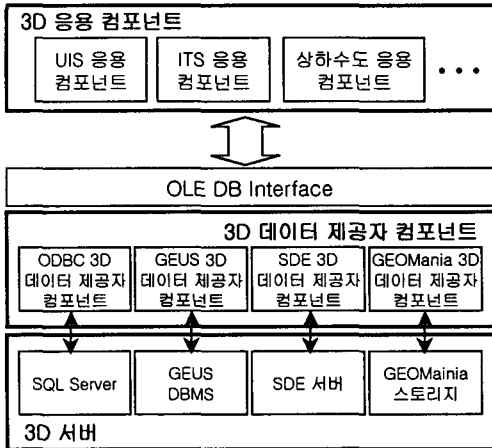 3D 응용 컴포넌트
UIS 응용
컴포넌트
ITS 응용
컴포넌트
상하수도 응용
컴포넌트
• • •
OLE DB Interface
3D 데이터 제공자 컴포넌트
ODBC 3D
데이터 제공자
컴포넌트
GEUS 3D
데이터 제공자
컴포넌트
SDE 3D
데이터 제공자
컴포넌트
GEOMania 3D
데이터 제공자
컴포넌트
SQL Server
GEUS
DBMS
SDE 서버
GEOMainia
스토리지
3D 서버